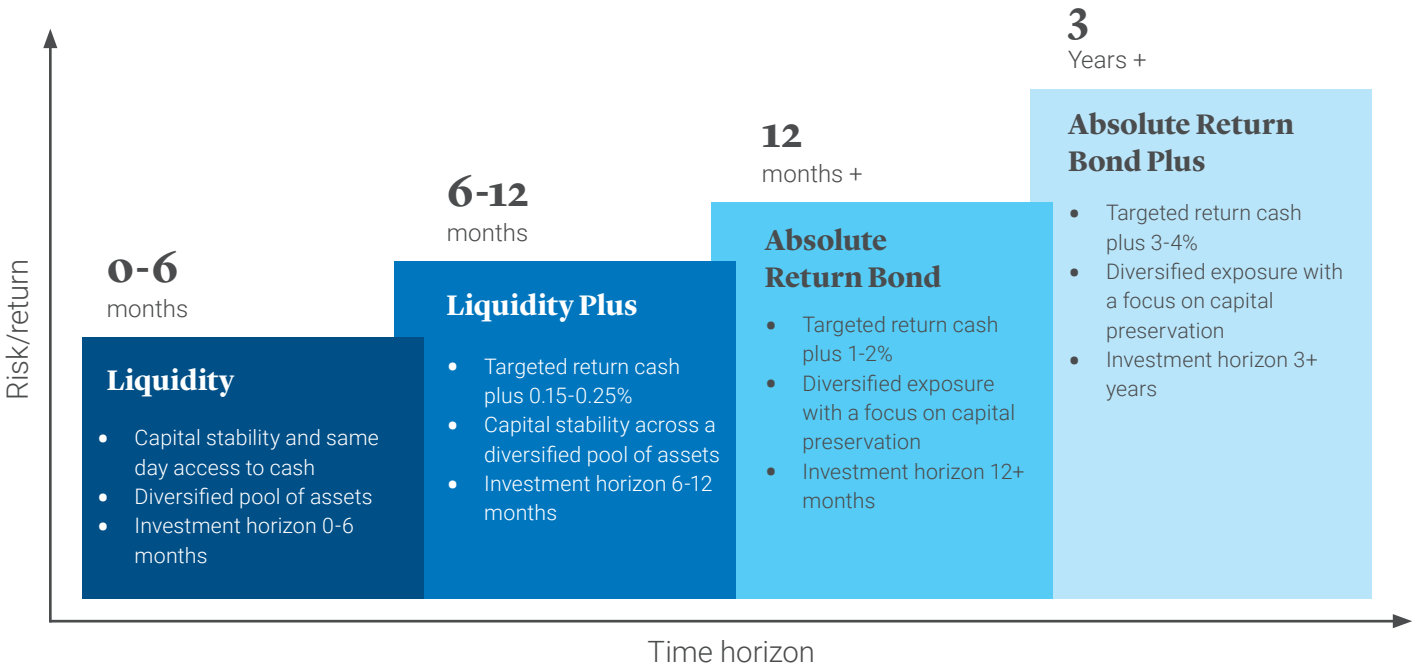 Risk/return
0-6
months
Liquidity
• Capital stability and same
day access to cash
• Diversified pool of assets
• Investment horizon 0-6
months
6-12
months
Liquidity Plus
• Targeted return cash
plus 0.15-0.25%
• Capital stability across a
diversified pool of assets
• Investment horizon 6-12
months
12
months +
Absolute
Return Bond
• Targeted return cash
plus 1-2%
• Diversified exposure
with a focus on capital
preservation
• Investment horizon 12+
months
3
Years +
Absolute Return
Bond Plus
• Targeted return cash
plus 3-4%
• Diversified exposure with
a focus on capital
preservation
• Investment horizon 3+
years
Time horizon